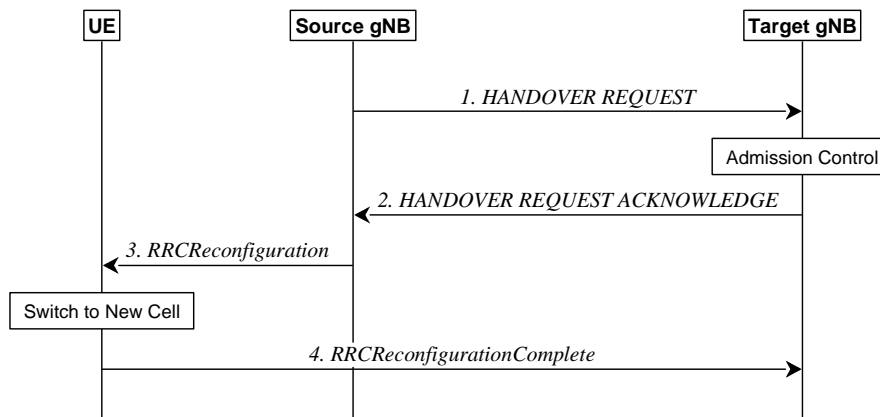 UE
Source gNB
Target gNB
1. HANDOVER REQUEST
Admission Control
2. HANDOVER REQUEST ACKNOWLEDGE
3. RRCReconfiguration
Switch to New Cell
4. RRCReconfigurationComplete